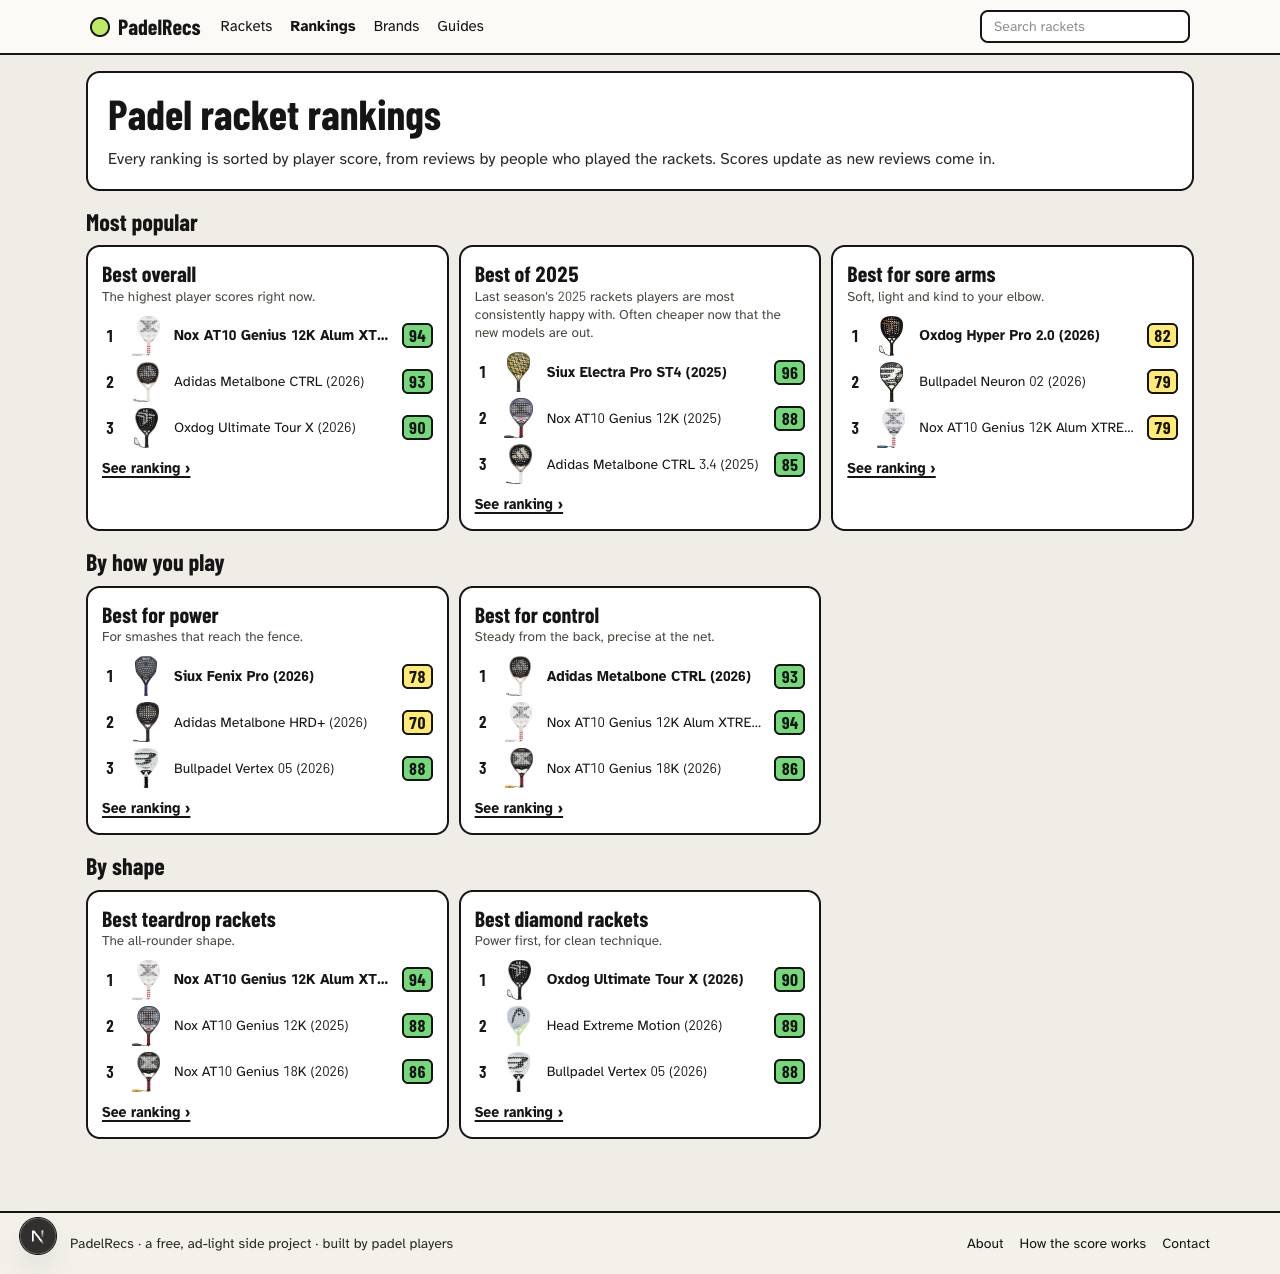 PadelRecs Rackets Rankings Brands Guides Search rackets
Padel racket rankings
Every ranking is sorted by player score, from reviews by people who played the rackets. Scores update as new reviews come in.
Most popular
Best overall
The highest player scores right now.
1 Nox AT10 Genius 12K Alum XT... 94
2 Adidas Metalbone CTRL (2026) 93
3 Oxdog Ultimate Tour X (2026) 90
See ranking ›
Best of 2025
Last season's 2025 rackets players are most
consistently happy with. Often cheaper now that the
new models are out.
1 Siux Electra Pro ST4 (2025) 96
2 Nox AT10 Genius 12K (2025) 88
3 Adidas Metalbone CTRL 3.4 (2025) 85
See ranking ›
Best for sore arms
Soft, light and kind to your elbow.
1 Oxdog Hyper Pro 2.0 (2026) 82
2 Bullpadel Neuron 02 (2026) 79
3 Nox AT10 Genius 12K Alum XTRE... 79
See ranking ›
By how you play
Best for power
For smashes that reach the fence.
1 Siux Fenix Pro (2026) 78
2 Adidas Metalbone HRD+ (2026) 70
3 Bullpadel Vertex 05 (2026) 88
See ranking ›
Best for control
Steady from the back, precise at the net.
1 Adidas Metalbone CTRL (2026) 93
2 Nox AT10 Genius 12K Alum XTRE... 94
3 Nox AT10 Genius 18K (2026) 86
See ranking ›
By shape
Best teardrop rackets
The all-rounder shape.
1 Nox AT10 Genius 12K Alum XT... 94
2 Nox AT10 Genius 12K (2025) 88
3 Nox AT10 Genius 18K (2026) 86
See ranking ›
Best diamond rackets
Power first, for clean technique.
1 Oxdog Ultimate Tour X (2026) 90
2 Head Extreme Motion (2026) 89
3 Bullpadel Vertex 05 (2026) 88
See ranking ›
N
PadelRecs · a free, ad-light side project · built by padel players
About How the score works Contact